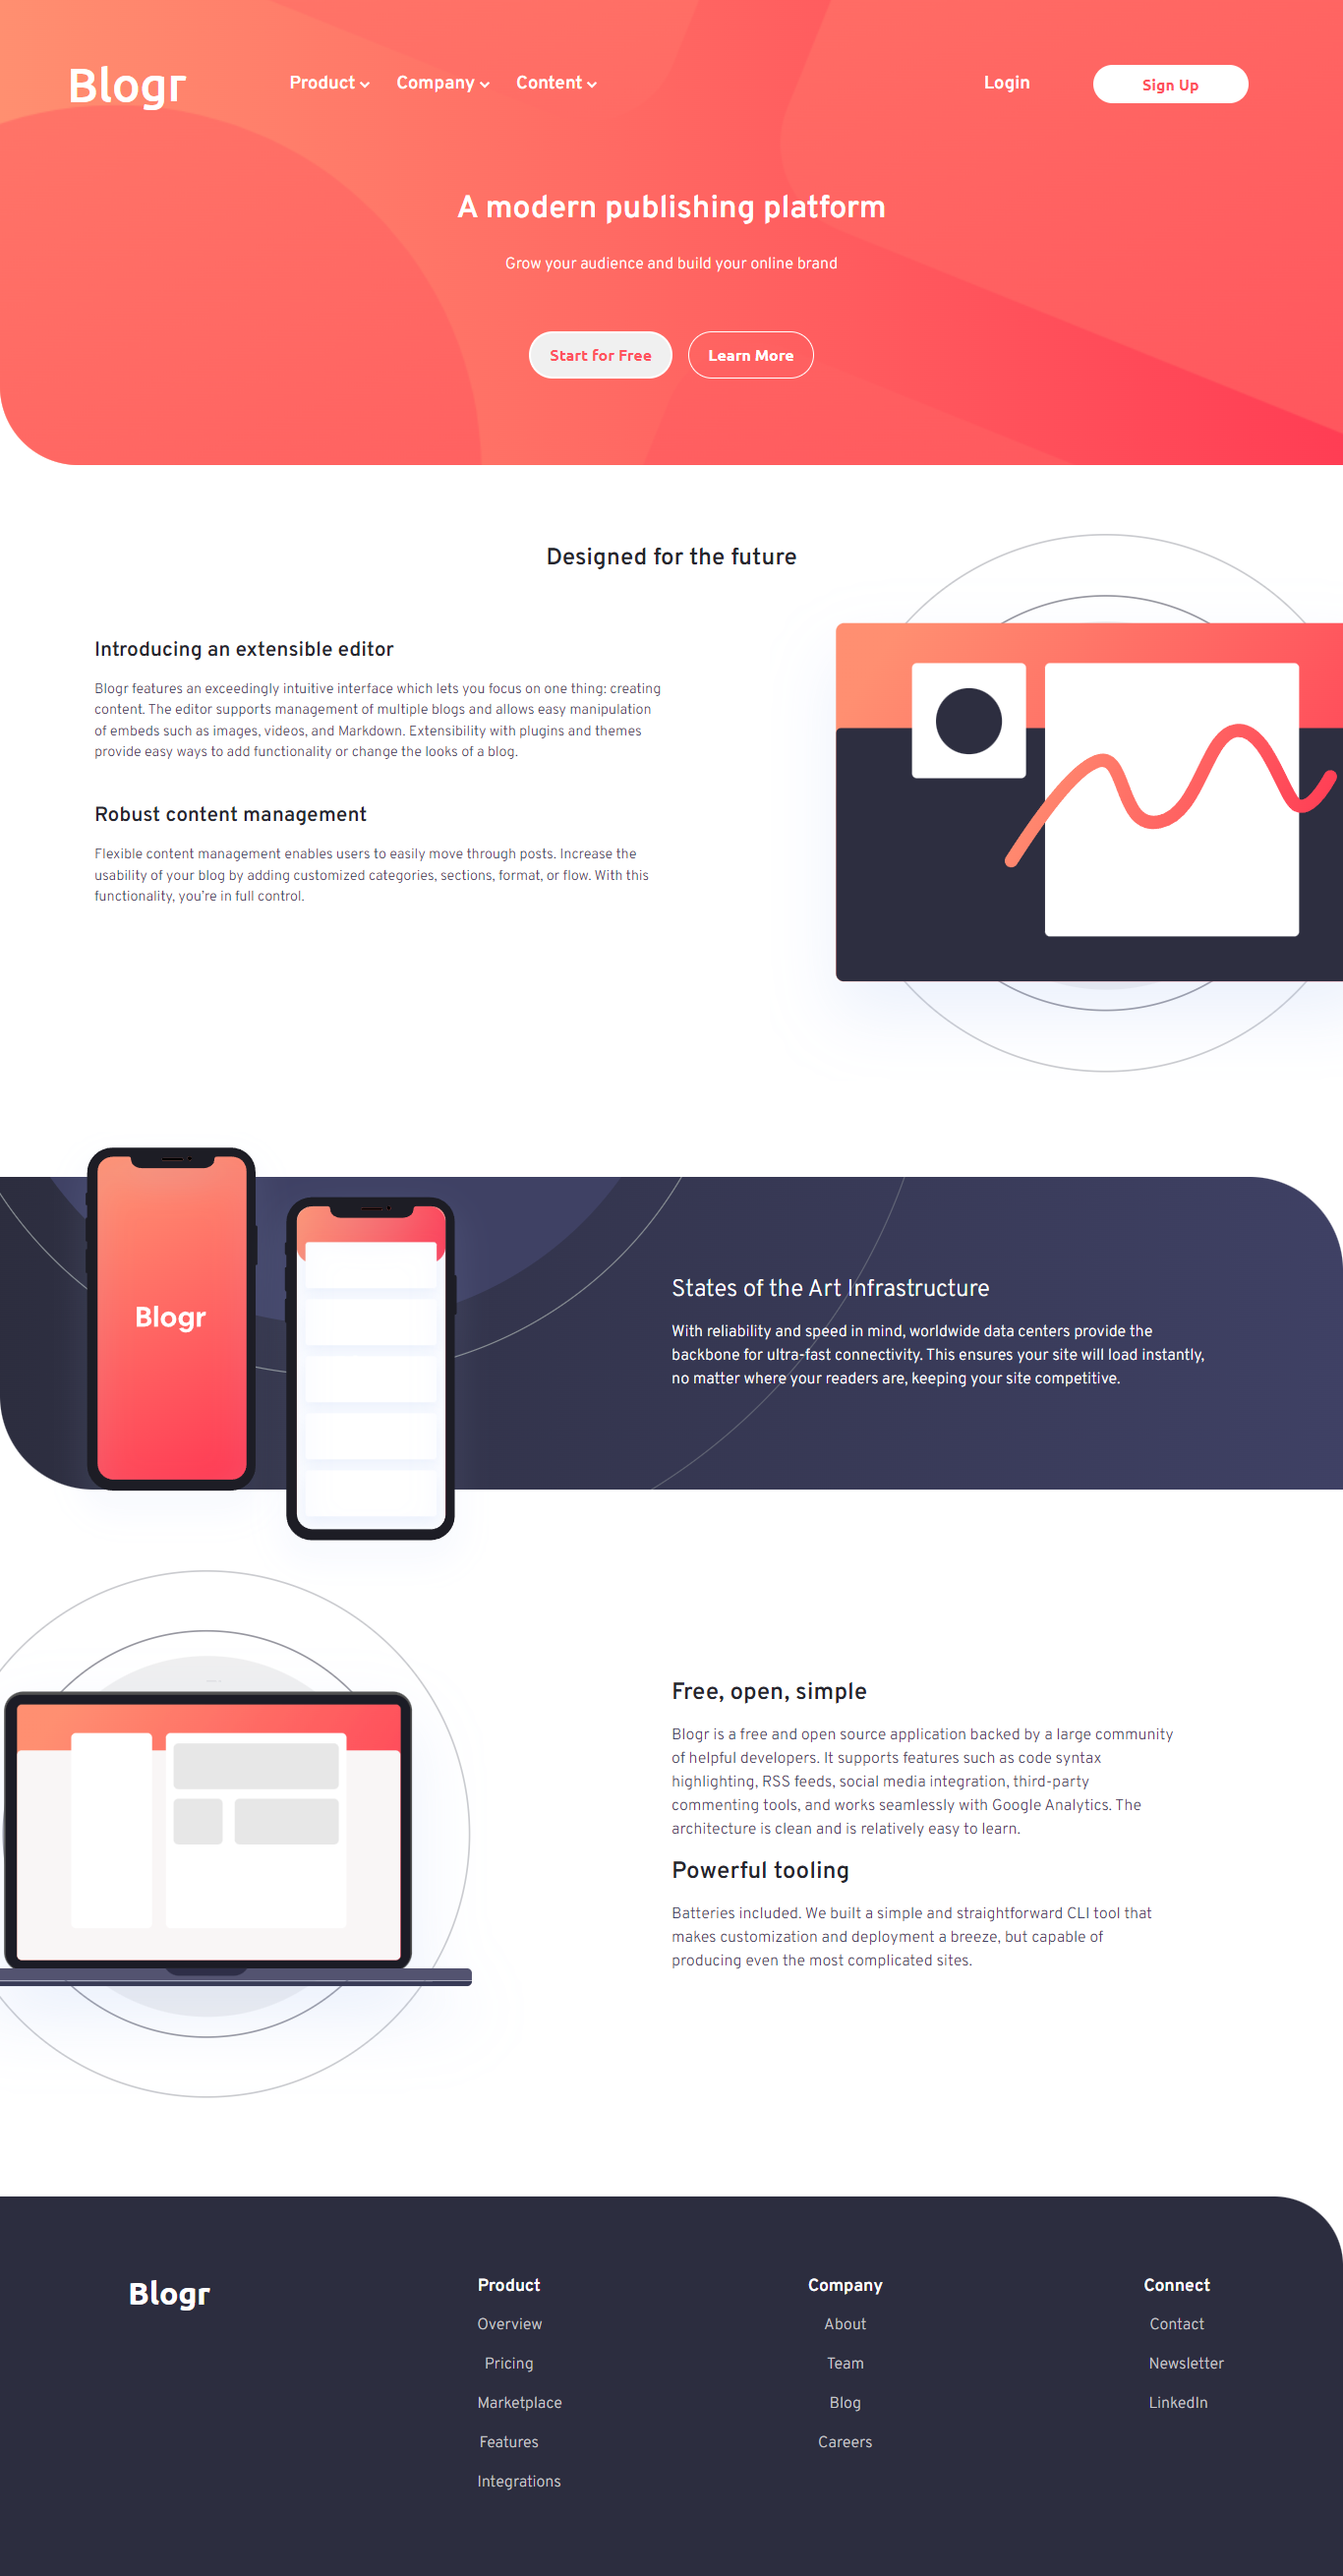 Blogr
Product
Company
Content
Login
Sign Up
A modern publishing platform
Grow your audience and build your online brand
Start for Free
Learn More
Designed for the future
Introducing an extensible editor
Blogr features an exceedingly intuitive interface which lets you focus on one thing: creating
content. The editor supports management of multiple blogs and allows easy manipulation
of embeds such as images, videos, and Markdown. Extensibility with plugins and themes
provide easy ways to add functionality or change the looks of a blog.
Robust content management
Flexible content management enables users to easily move through posts. Increase the
usability of your blog by adding customized categories, sections, format, or flow. With this
functionality, you’re in full control.
Blogr
States of the Art Infrastructure
With reliability and speed in mind, worldwide data centers provide the
backbone for ultra-fast connectivity. This ensures your site will load instantly,
no matter where your readers are, keeping your site competitive.
Free, open, simple
Blogr is a free and open source application backed by a large community
of helpful developers. It supports features such as code syntax
highlighting, RSS feeds, social media integration, third-party
commenting tools, and works seamlessly with Google Analytics. The
architecture is clean and is relatively easy to learn.
Powerful tooling
Batteries included. We built a simple and straightforward CLI tool that
makes customization and deployment a breeze, but capable of
producing even the most complicated sites.
Blogr
Product
Overview
Pricing
Marketplace
Features
Integrations
Company
About
Team
Blog
Careers
Connect
Contact
Newsletter
LinkedIn